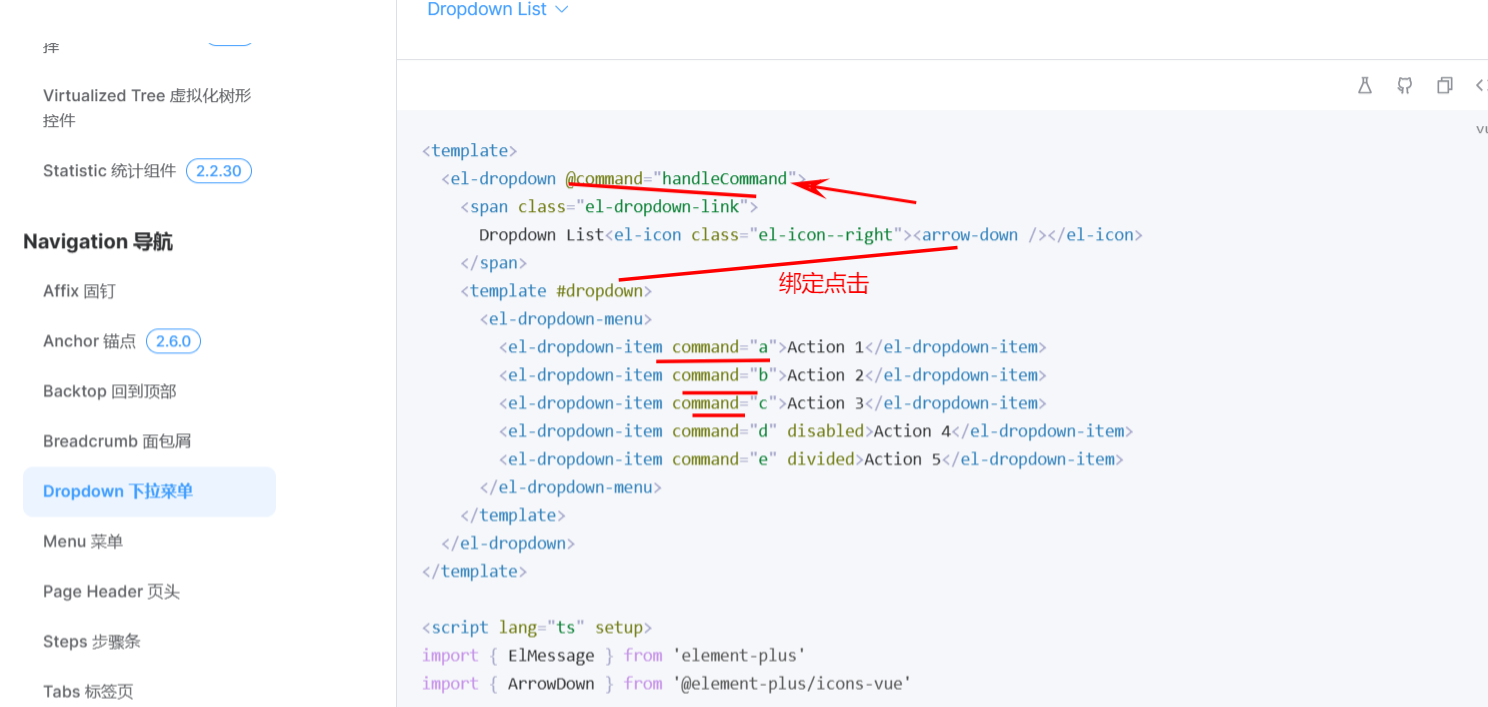 Dropdown List
择
Virtualized Tree 虚拟化树形
控件
Statistic 统计组件 2.2.30
Navigation 导航
Affix 固钉
Anchor 锚点 2.6.0
Backtop 回到顶部
Breadcrumb 面包屑
Dropdown 下拉菜单
Menu 菜单
Page Header 页头
Steps 步骤条
Tabs 标签页
<template>
<el-dropdown @command="handleCommand">
<span class="el-dropdown-link">
Dropdown List<el-icon class="el-icon--right"><arrow-down /></el-icon>
</span>
绑定点击
<template #dropdown>
<el-dropdown-menu>
<el-dropdown-item command="a">Action 1</el-dropdown-item>
<el-dropdown-item command="b">Action 2</el-dropdown-item>
<el-dropdown-item command="c">Action 3</el-dropdown-item>
<el-dropdown-item command="d" disabled>Action 4</el-dropdown-item>
<el-dropdown-item command="e" divided>Action 5</el-dropdown-item>
</el-dropdown-menu>
</template>
</el-dropdown>
</template>
<script lang="ts" setup>
import { ElMessage } from 'element-plus'
import { ArrowDown } from '@element-plus/icons-vue'